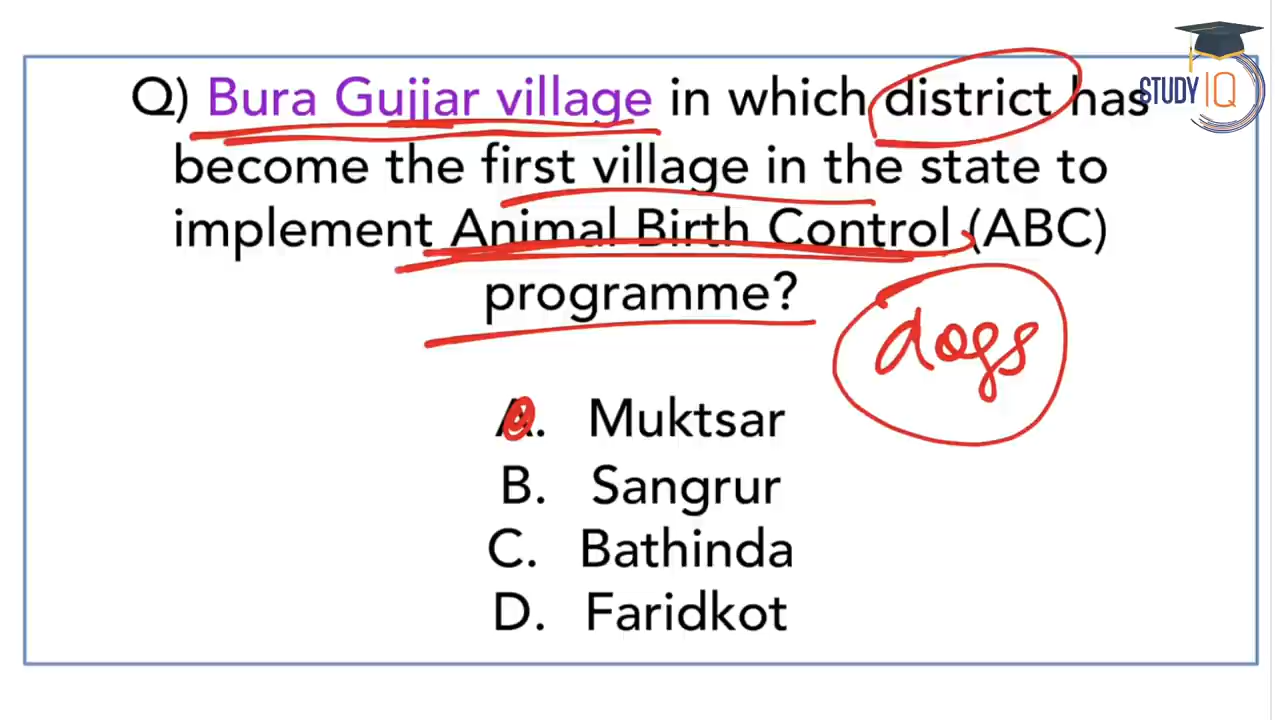 STUDY IQ
Q) Bura Gujjar village in which district has
become the first village in the state to
implement Animal Birth Control (ABC)
programme?
dogs
A. Muktsar
B. Sangrur
C. Bathinda
D. Faridkot